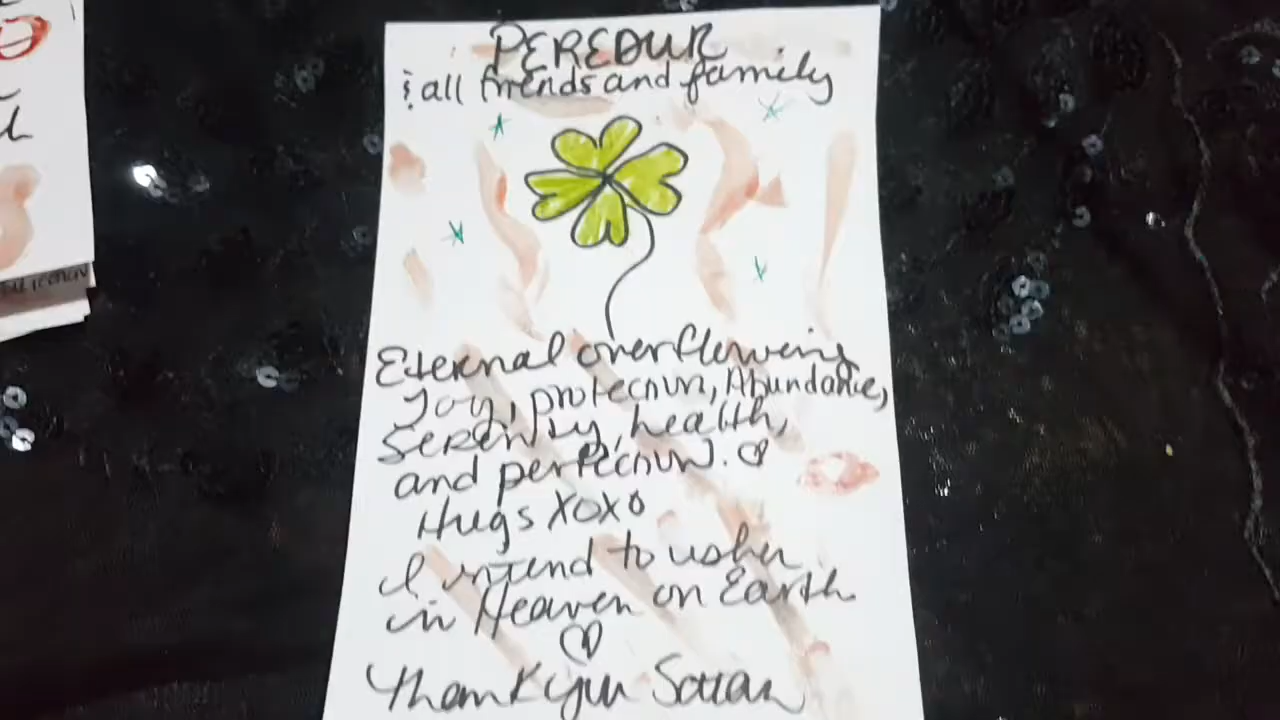 PEREDUR
& all friends and family
Eternal overflowing
Joy, protection, Abundance,
Serenity, health,
and perfection.
Hugs XOXO
I intend to usher
in Heaven on Earth
Thank you